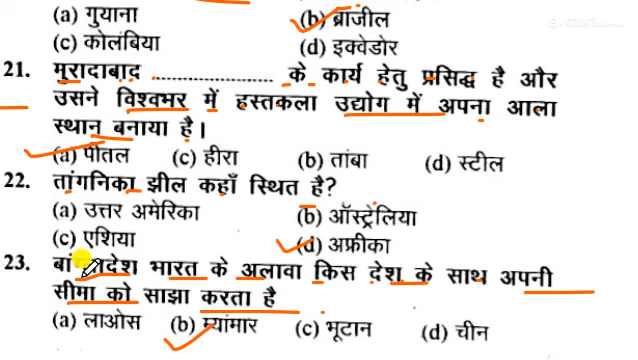 (a) गुयाना (b) ब्राजील
(c) कोलंबिया (d) इक्वेडोर
21. मुरादाबाद .......................... के कार्य हेतु प्रसिद्ध है और
उसने विश्वभर में हस्तकला उद्योग में अपना आला
स्थान बनाया है।
(a) पीतल (c) हीरा (b) तांबा (d) स्टील
22. तांगनिका झील कहाँ स्थित है?
(a) उत्तर अमेरिका (b) ऑस्ट्रेलिया
(c) एशिया (d) अफ्रीका
23. भारत के अलावा किस देश के साथ अपनी
सीमा को साझा करता है
(a) लाओस (b) म्यांमार (c) भूटान (d) चीन